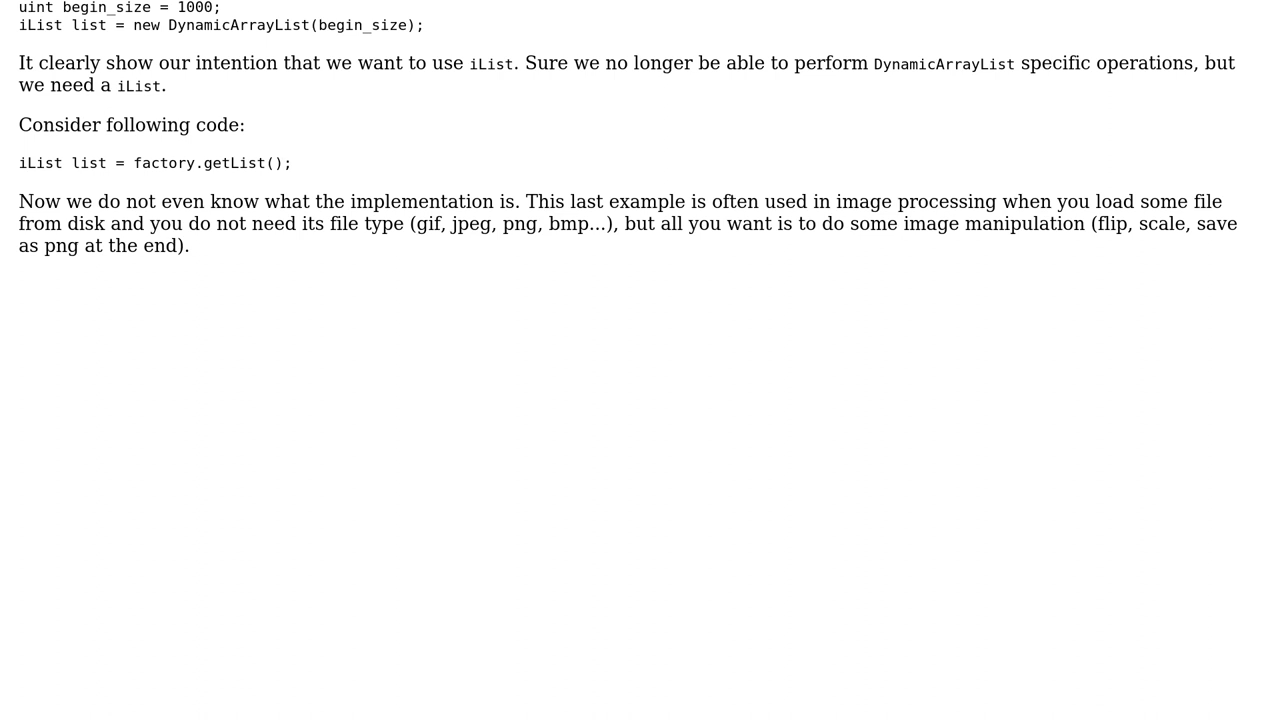 uint begin_size = 1000;
iList list = new DynamicArrayList(begin_size);
It clearly show our intention that we want to use iList. Sure we no longer be able to perform DynamicArrayList specific operations, but
we need a iList.
Consider following code:
iList list = factory.getList();
Now we do not even know what the implementation is. This last example is often used in image processing when you load some file
from disk and you do not need its file type (gif, jpeg, png, bmp...), but all you want is to do some image manipulation (flip, scale, save
as png at the end).